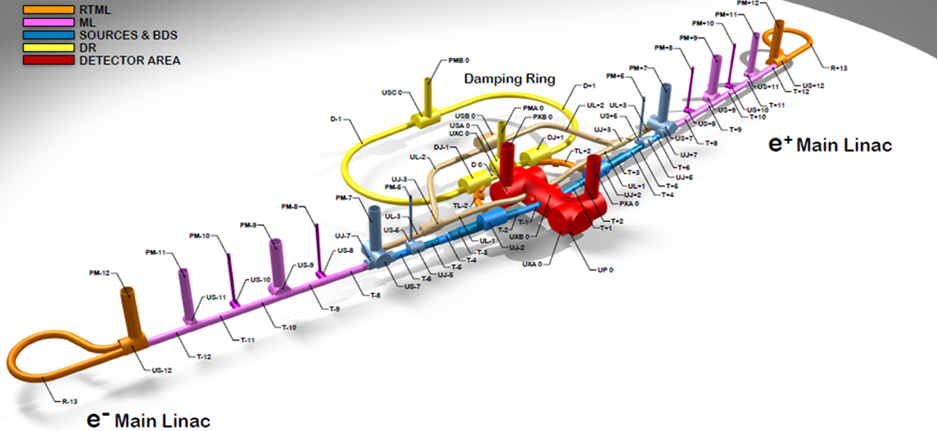 RTML
ML
SOURCES & BDS
DR
DETECTOR AREA
PM+12
PM+11
PM+10
PM+9
PM+8
PM+7
PM+6
R+13
US+12
T+12
US+11
T+11
US+10
T+10
US+9
T+9
US+8
T+8
US+7
UJ+7
T+6
UJ+5
T+5
T+4
e+ Main Linac
PMB 0
Damping Ring
USC 0
D+1
D-1
UL+2
UL+3
US+6
UJ+3
PMA 0
PXB 0
USB 0
USA 0
UXC 0
DJ+1
DJ-1
D 0
TL+2
UL-2
T+3
UL+1
UJ+2
PXA 0
T+2
T+1
UJ-3
PM-6
PM-7
UL-3
TL-2
US-6
UJ-7
T-1
T-2
UXB 0
UJ-2
UL-1
T-3
T-4
T-5
UJ-5
T-6
US-7
UXA 0
UP 0
PM-8
PM-9
PM-10
PM-11
PM-12
US-8
US-9
US-10
US-11
T-8
T-9
T-10
T-11
T-12
US-12
R-13
e- Main Linac